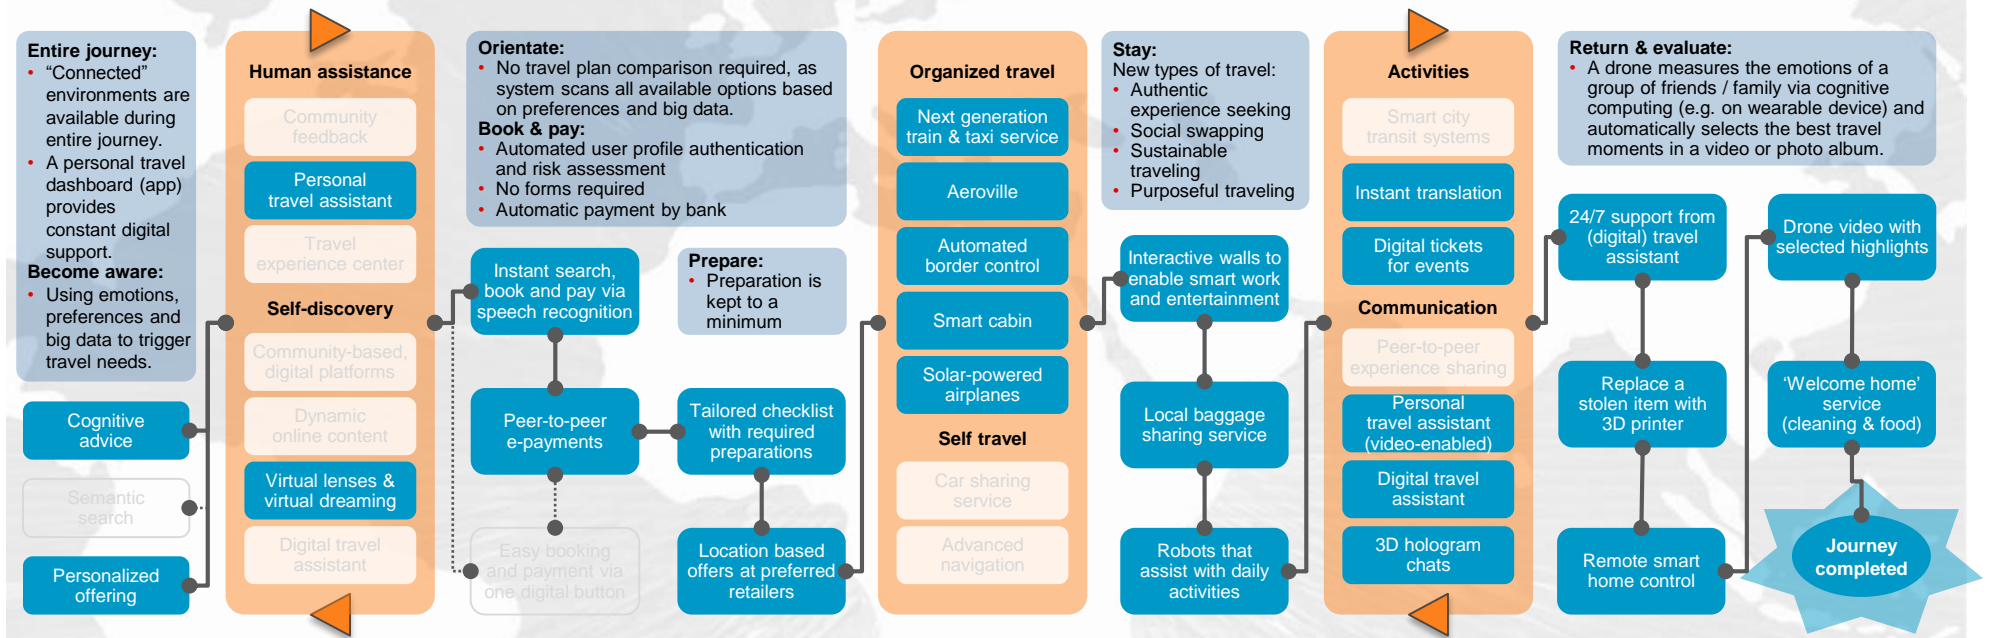 Entire journey:
• “Connected”
environments are
available during
entire journey.
• A personal travel
dashboard (app)
provides
constant digital
support.
Become aware:
• Using emotions,
preferences and
big data to trigger
travel needs.
Cognitive
advice
Semantic
search
Personalized
offering
Human assistance
Community
feedback
Personal
travel assistant
Travel
experience center
Self-discovery
Community-based,
digital platforms
Dynamic
online content
Virtual lenses &
virtual dreaming
Digital travel
assistant
Orientate:
• No travel plan comparison required, as
system scans all available options based
on preferences and big data.
Book & pay:
• Automated user profile authentication
and risk assessment
• No forms required
• Automatic payment by bank
Instant search,
book and pay via
speech recognition
Prepare:
• Preparation is
kept to a
minimum
Peer-to-peer
e-payments
Tailored checklist
with required
preparations
Easy booking
and payment via
one digital button
Location based
offers at preferred
retailers
Organized travel
Next generation
train & taxi service
Aeroville
Automated
border control
Smart cabin
Solar-powered
airplanes
Self travel
Car sharing
service
Advanced
navigation
Stay:
New types of travel:
• Authentic
experience seeking
• Social swapping
• Sustainable
traveling
• Purposeful traveling
Interactive walls to
enable smart work
and entertainment
Local baggage
sharing service
Robots that
assist with daily
activities
Activities
Smart city
transit systems
Instant translation
Digital tickets
for events
Communication
Peer-to-peer
experience sharing
Personal
travel assistant
(video-enabled)
Digital travel
assistant
3D hologram
chats
Return & evaluate:
• A drone measures the emotions of a
group of friends / family via cognitive
computing (e.g. on wearable device) and
automatically selects the best travel
moments in a video or photo album.
24/7 support from
(digital) travel
assistant
Replace a
stolen item with
3D printer
Remote smart
home control
Drone video with
selected highlights
‘Welcome home’
service
(cleaning & food)
Journey
completed